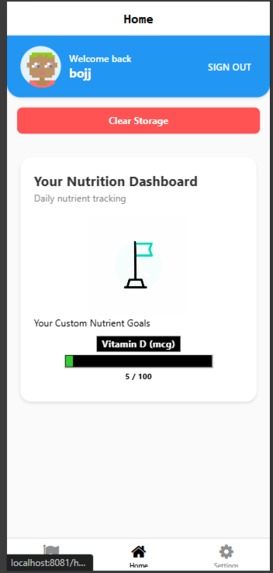 Home
Welcome back
bojj
SIGN OUT
Clear Storage
Your Nutrition Dashboard
Daily nutrient tracking
Your Custom Nutrient Goals
Vitamin D (mcg)
5 / 100
localhost:8081/h...
Home
Settings